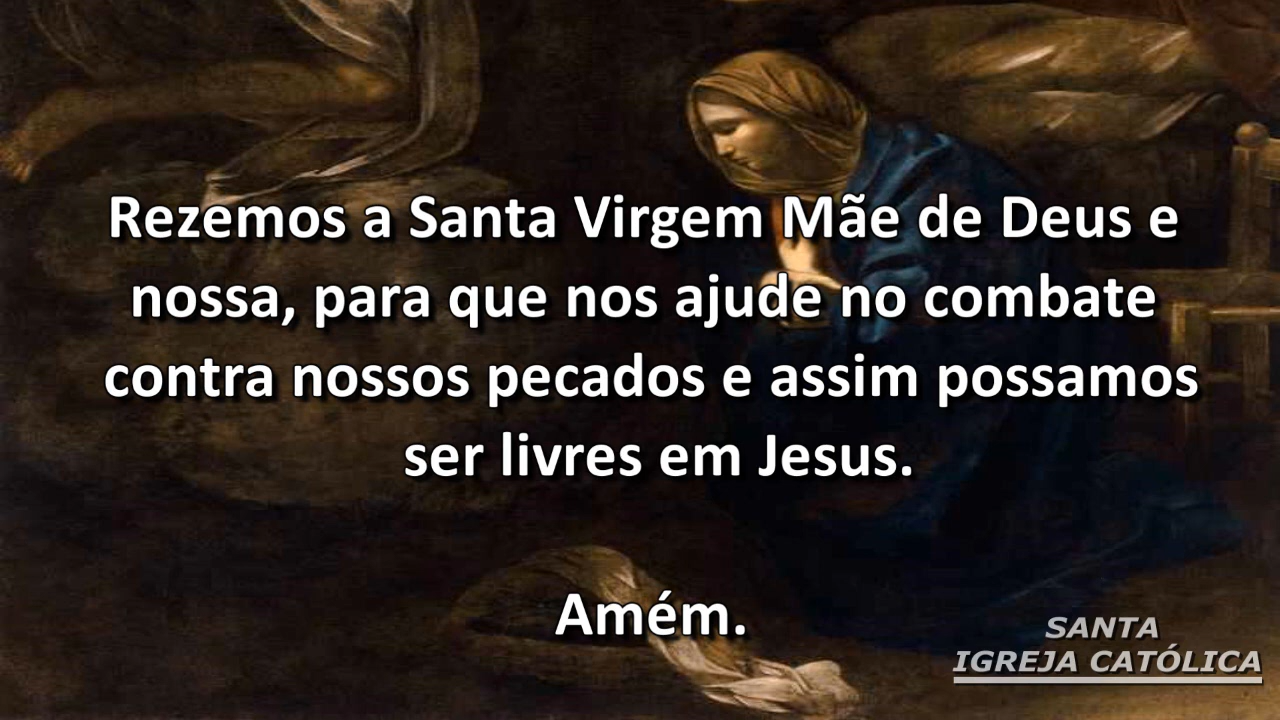 Rezemos a Santa Virgem Mãe de Deus e
nossa, para que nos ajude no combate
contra nossos pecados e assim possamos
ser livres em Jesus.
Amém.
SANTA
IGREJA CATÓLICA